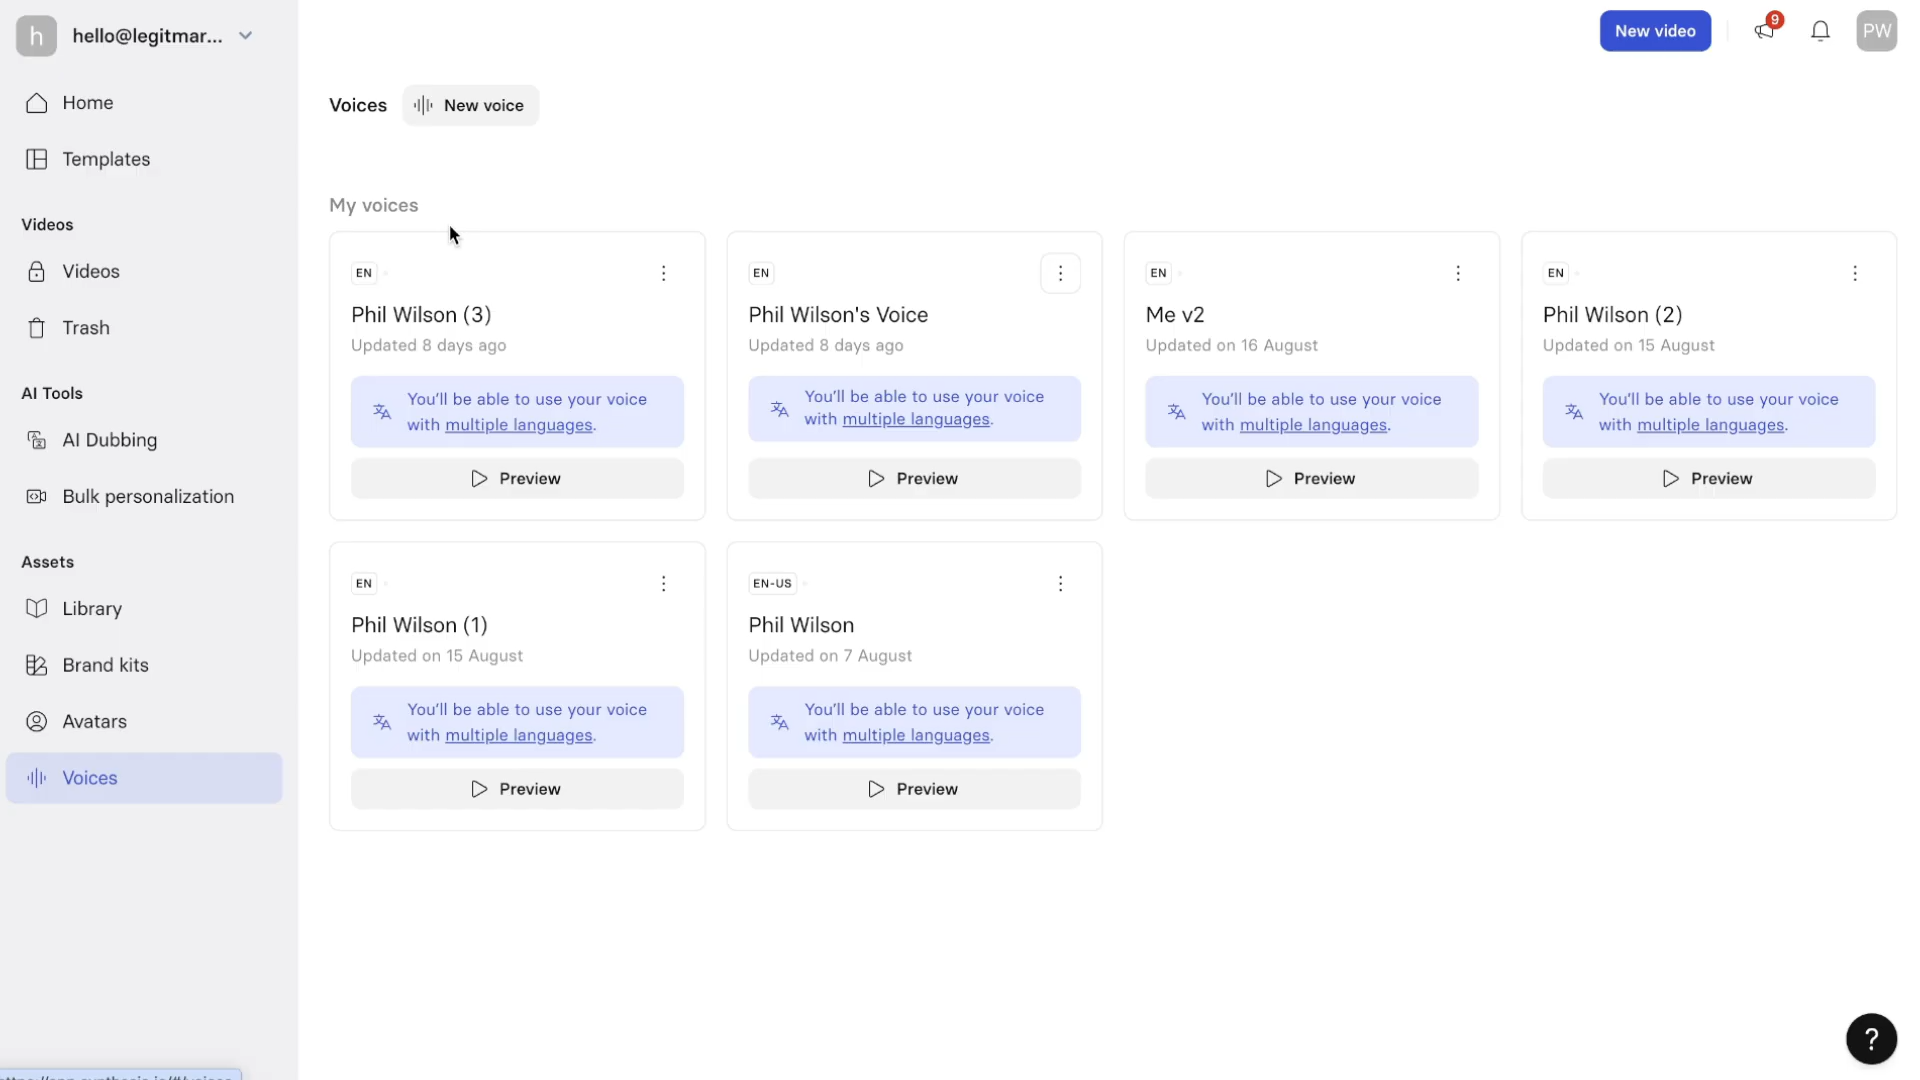 h hello@legitmar...
New video
9
PW
Home
Templates
Videos
Videos
Trash
AI Tools
AI Dubbing
Bulk personalization
Assets
Library
Brand kits
Avatars
Voices
Voices
New voice
My voices
EN
Phil Wilson (3)
Updated 8 days ago
You'll be able to use your voice
with multiple languages.
Preview
EN
Phil Wilson's Voice
Updated 8 days ago
You'll be able to use your voice
with multiple languages.
Preview
EN
Me v2
Updated on 16 August
You'll be able to use your voice
with multiple languages.
Preview
EN
Phil Wilson (2)
Updated on 15 August
You'll be able to use your voice
with multiple languages.
Preview
EN
Phil Wilson (1)
Updated on 15 August
You'll be able to use your voice
with multiple languages.
Preview
EN-US
Phil Wilson
Updated on 7 August
You'll be able to use your voice
with multiple languages.
Preview
?